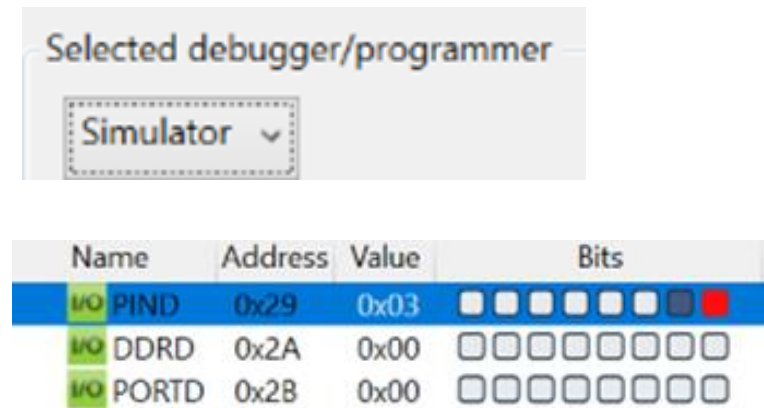 Selected debugger/programmer
Simulator
Name Address Value Bits
I/O PIND 0x29 0x03
I/O DDRD 0x2A 0x00
I/O PORTD 0x2B 0x00